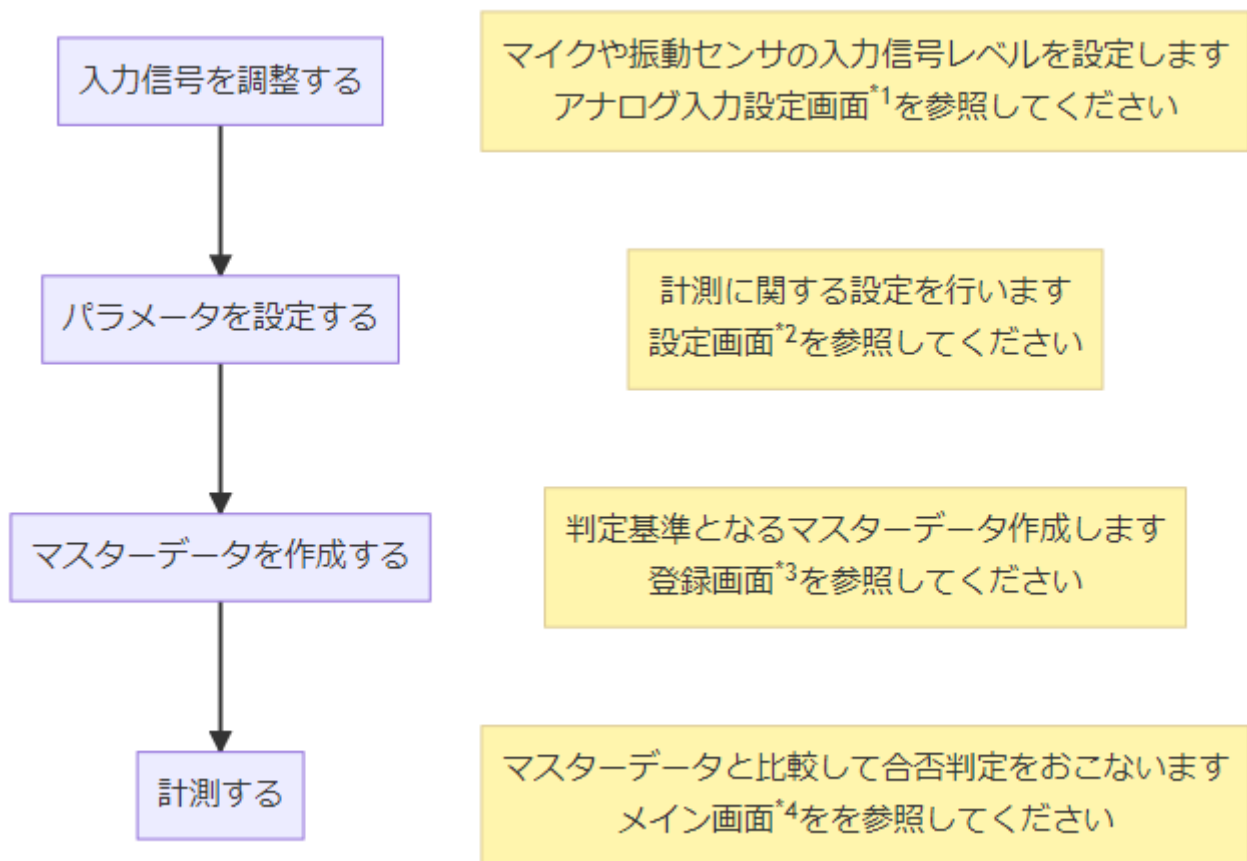 入力信号を調整する
マイクや振動センサの入力信号レベルを設定します
アナログ入力設定画面*1を参照してください
パラメータを設定する
計測に関する設定を行います
設定画面*2を参照してください
マスターデータを作成する
判定基準となるマスターデータ作成します
登録画面*3を参照してください
計測する
マスターデータと比較して合否判定をおこないます
メイン画面*4をを参照してください